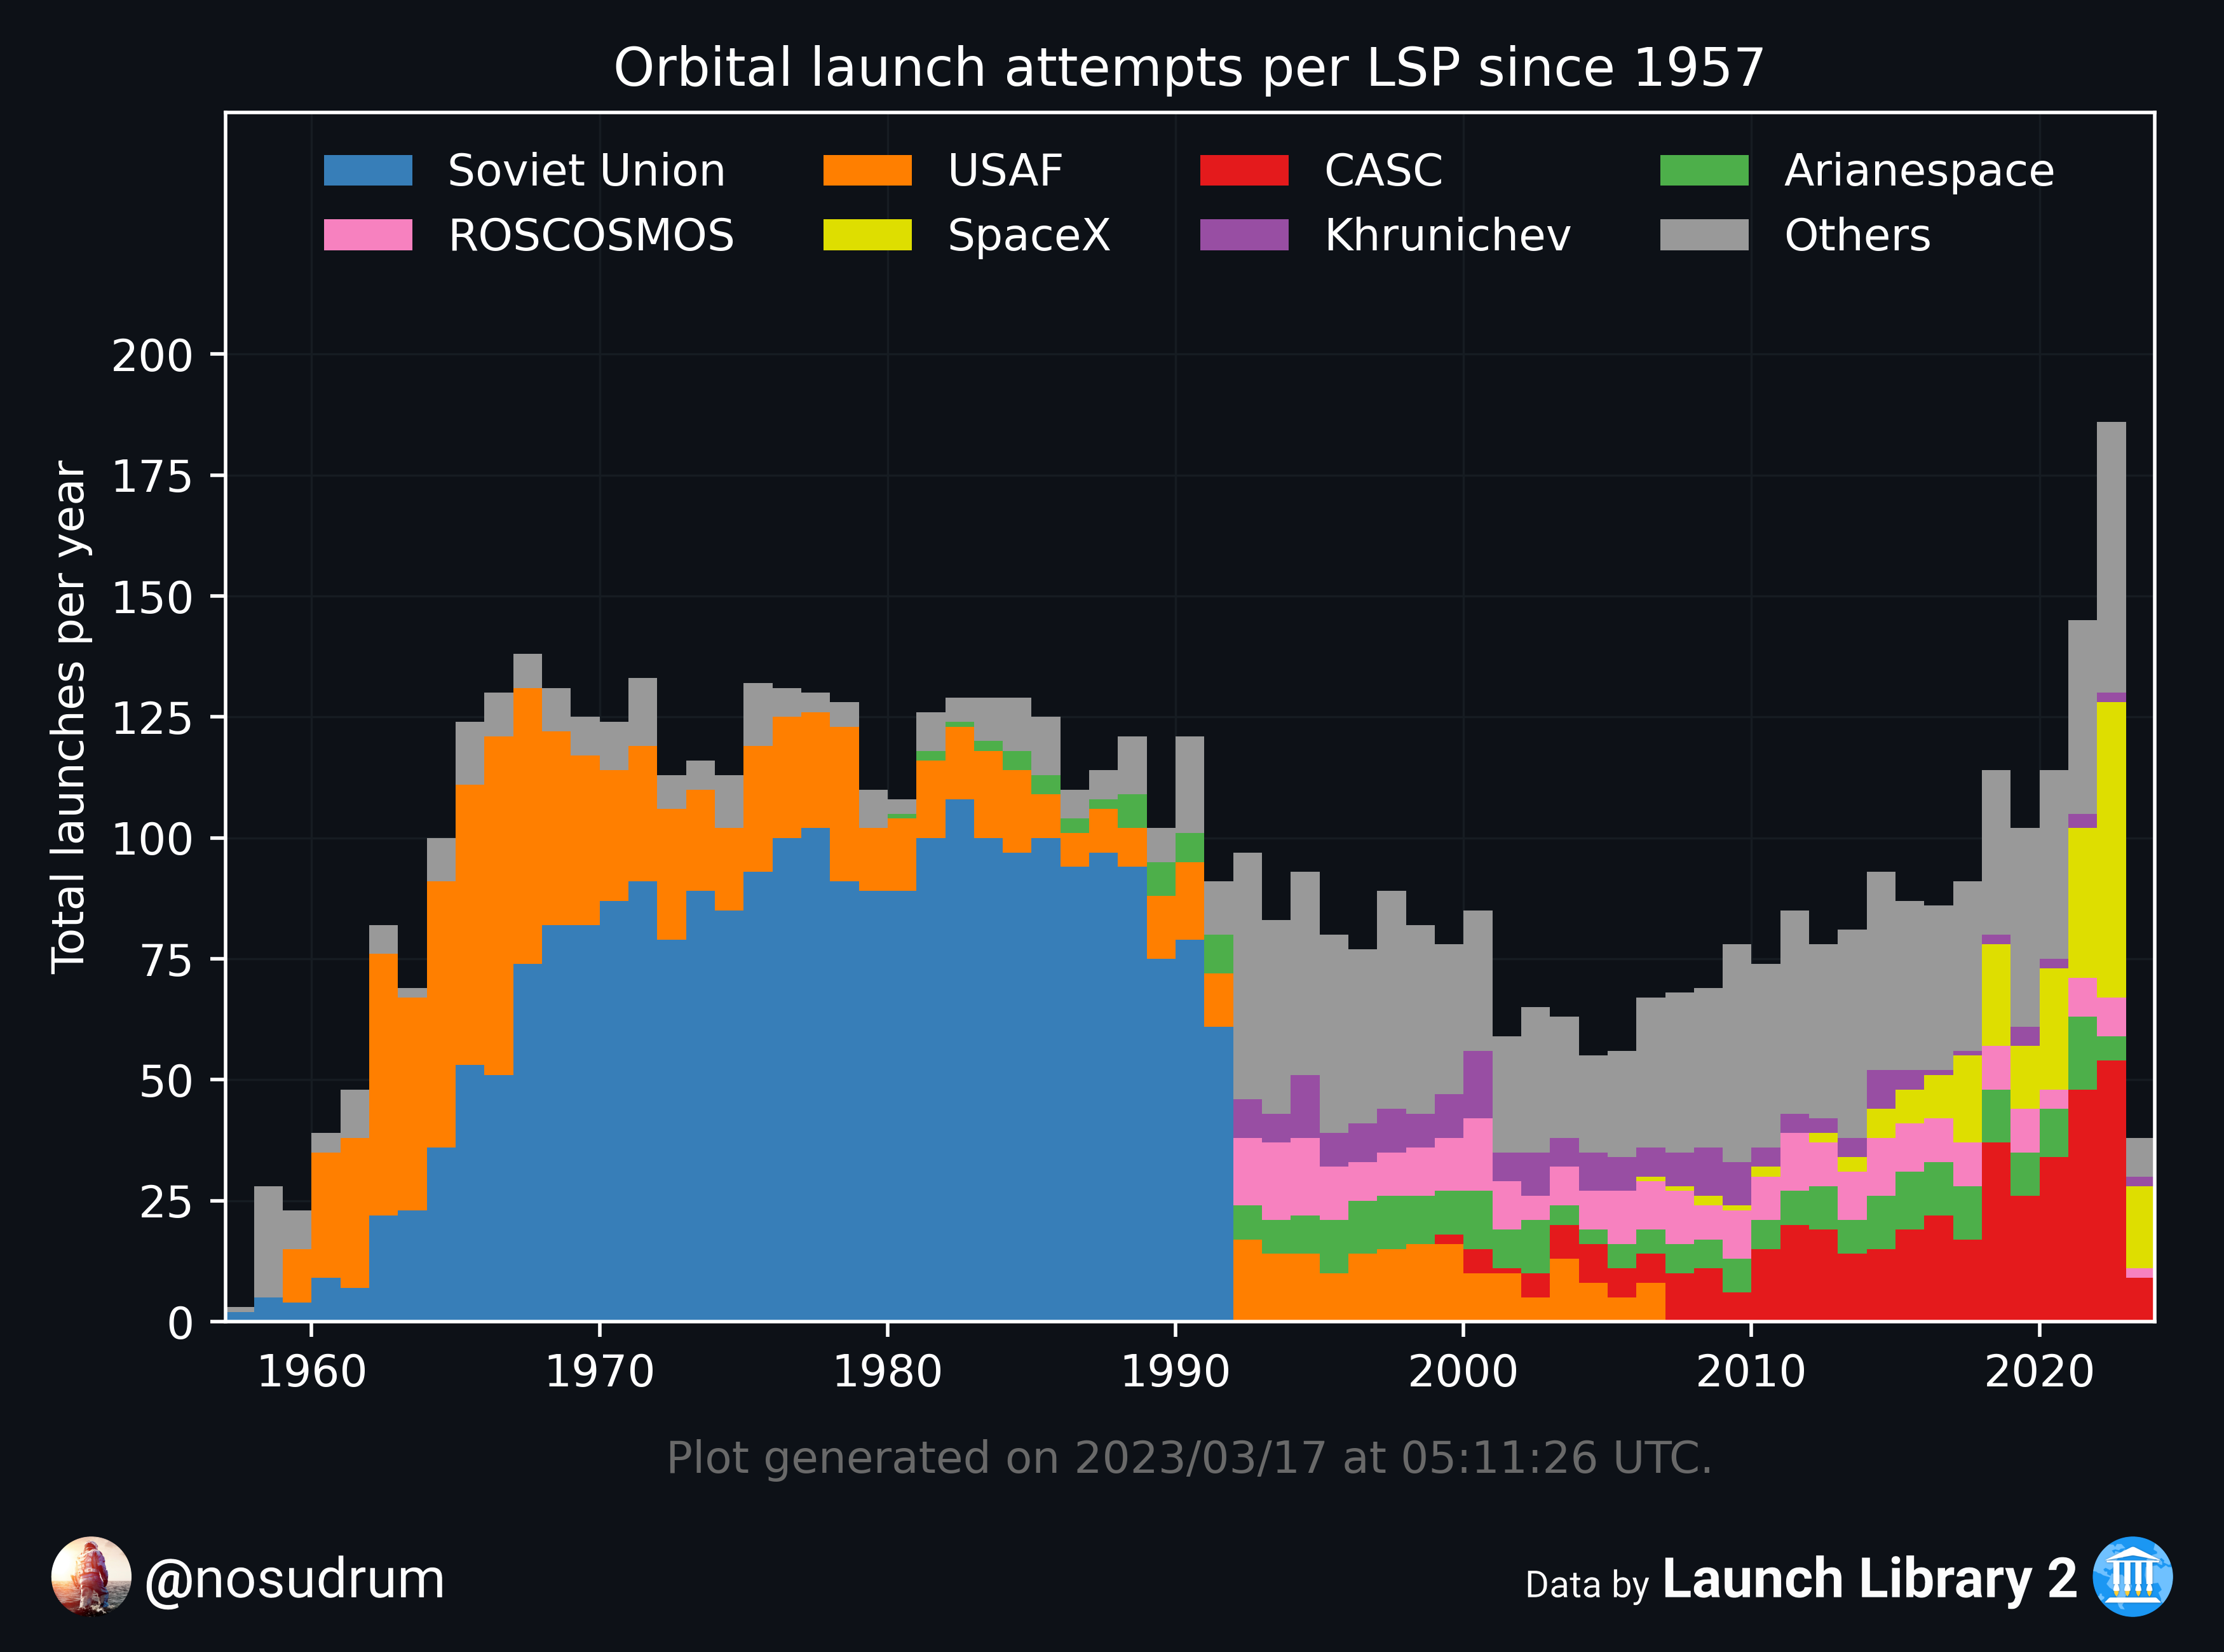 Orbital launch attempts per LSP since 1957
Soviet Union USAF CASC Arianespace
ROSCOSMOS SpaceX Khrunichev Others
Total launches per year
200
175
150
125
100
75
50
25
0
1960 1970 1980 1990 2000 2010 2020
Plot generated on 2023/03/17 at 05:11:26 UTC.
@nosudrum
Data by Launch Library 2